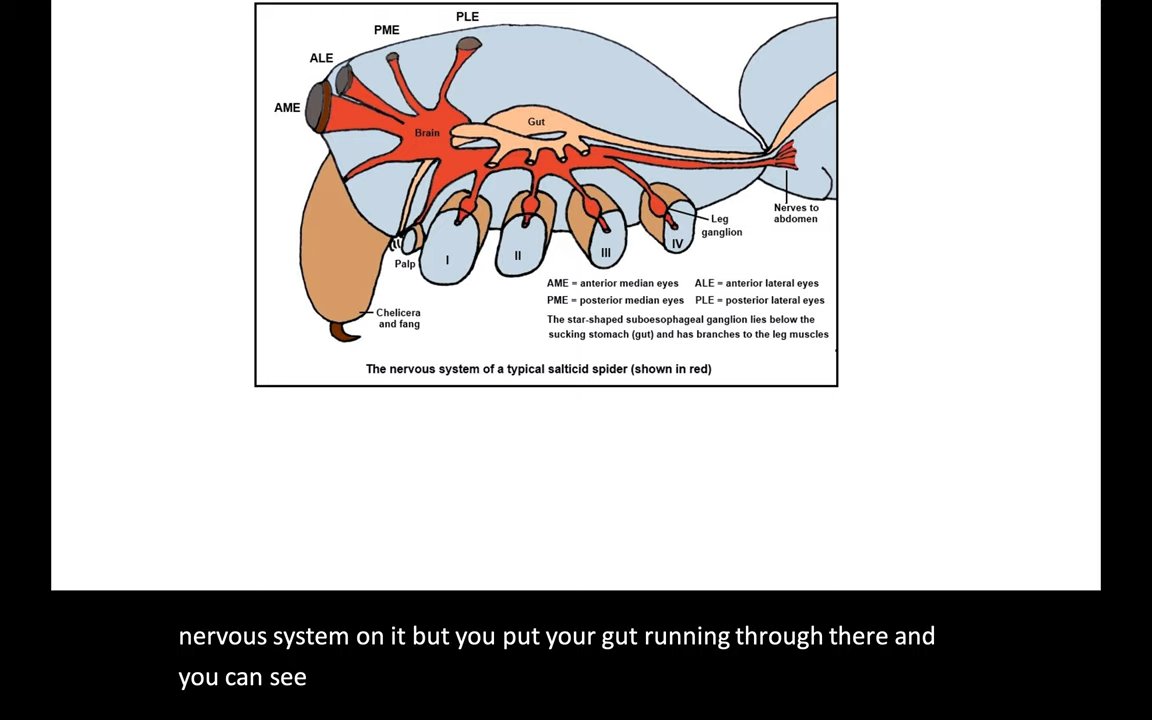 PLE
PME
ALE
AME
Brain
Gut
Nerves to
abdomen
Leg
ganglion
Palp
I
II
III
IV
Chelicera
and fang
AME = anterior median eyes ALE = anterior lateral eyes
PME = posterior median eyes PLE = posterior lateral eyes
The star-shaped suboesophageal ganglion lies below the
sucking stomach (gut) and has branches to the leg muscles
The nervous system of a typical salticid spider (shown in red)
nervous system on it but you put your gut running through there and
you can see